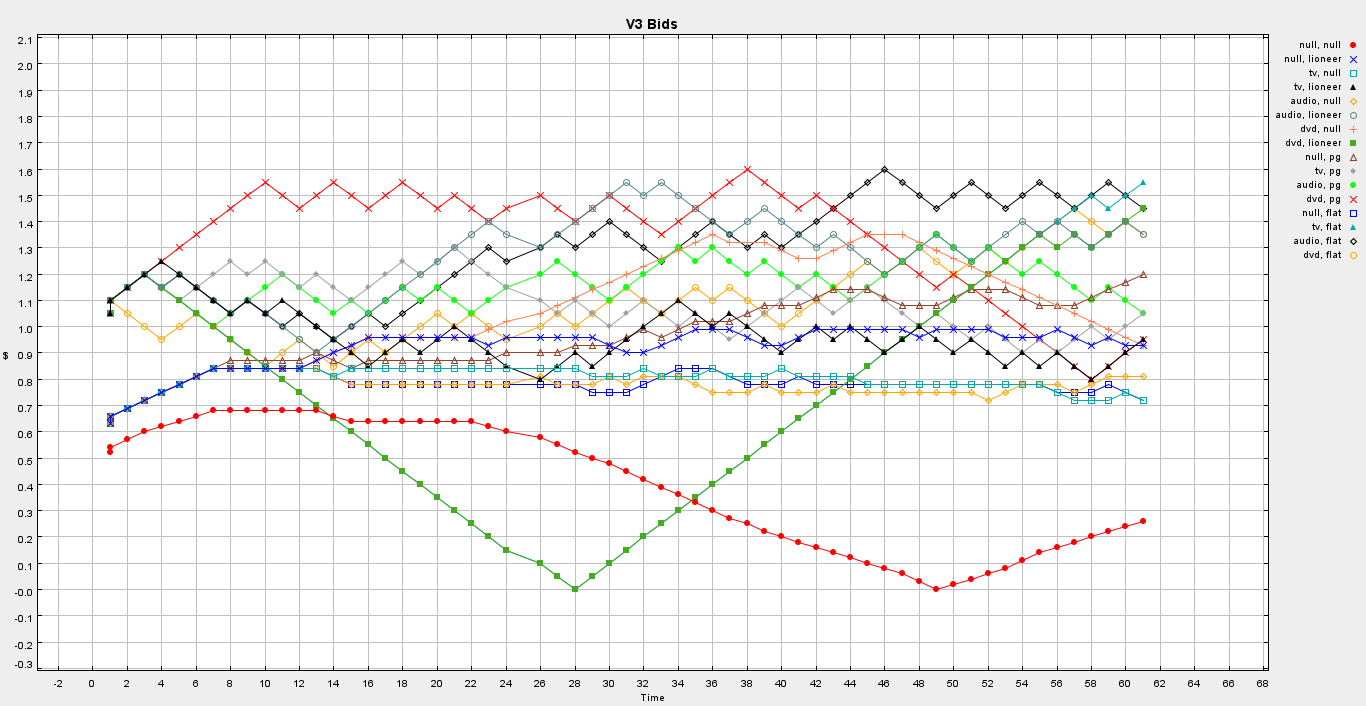 V3 Bids
2.1
2.0
1.9
1.8
1.7
1.6
1.5
1.4
1.3
1.2
1.1
1.0
0.9
0.8
0.7
0.6
0.5
0.4
0.3
0.2
0.1
-0.0
-0.1
-0.2
-0.3
$
-2 0 2 4 6 8 10 12 14 16 18 20 22 24 26 28 30 32 34 36 38 40 42 44 46 48 50 52 54 56 58 60 62 64 66 68
Time
null, null
null, lioneer
tv, null
tv, lioneer
audio, null
audio, lioneer
dvd, null
dvd, lioneer
null, pg
tv, pg
audio, pg
dvd, pg
null, flat
tv, flat
audio, flat
dvd, flat